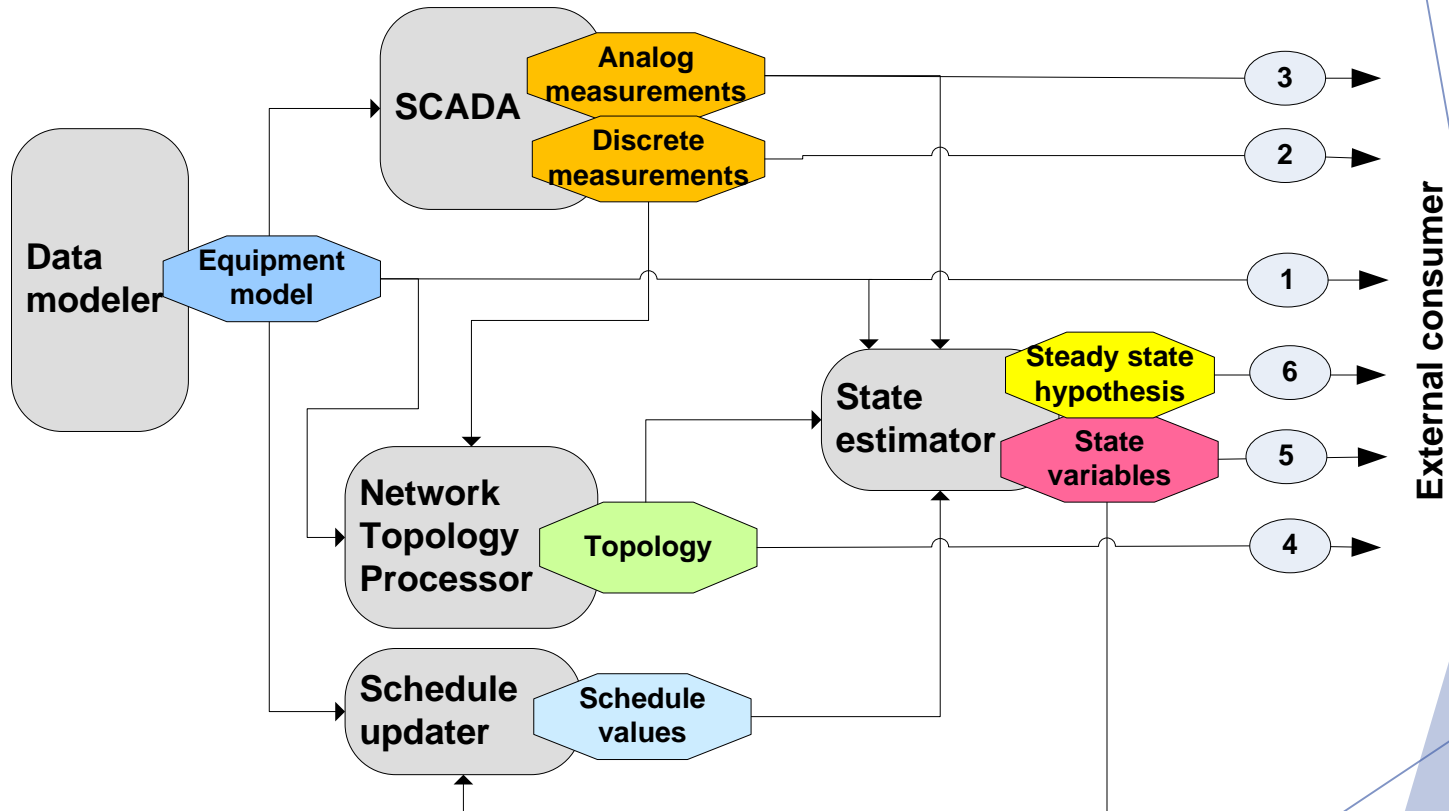 Analog
measurements
3
SCADA
Discrete
measurements
2
Data
modeler
Equipment
model
1
External consumer
Steady state
hypothesis
6
State
estimator
State
variables
5
Network
Topology
Processor
Topology
4
Schedule
updater
Schedule
values